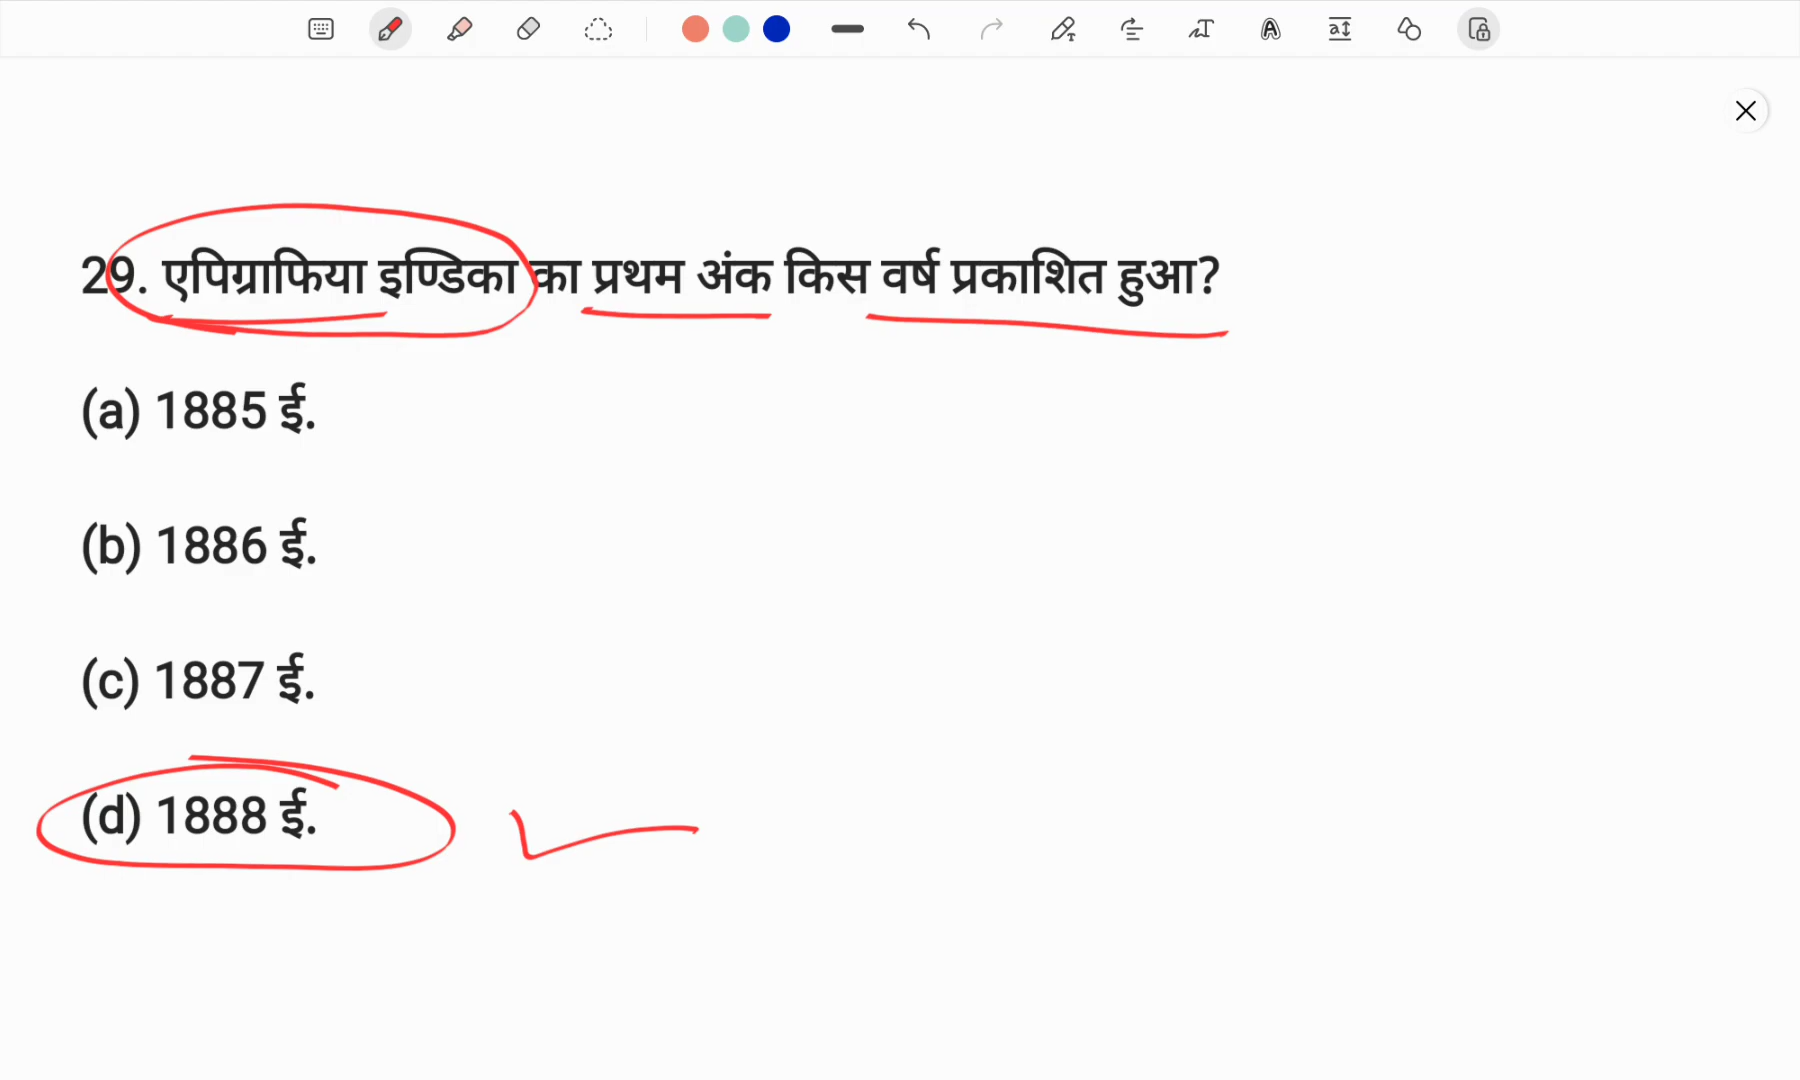 29. एपिग्राफिया इण्डिका का प्रथम अंक किस वर्ष प्रकाशित हुआ?
(a) 1885 ई.
(b) 1886 ई.
(c) 1887 ई.
(d) 1888 ई.